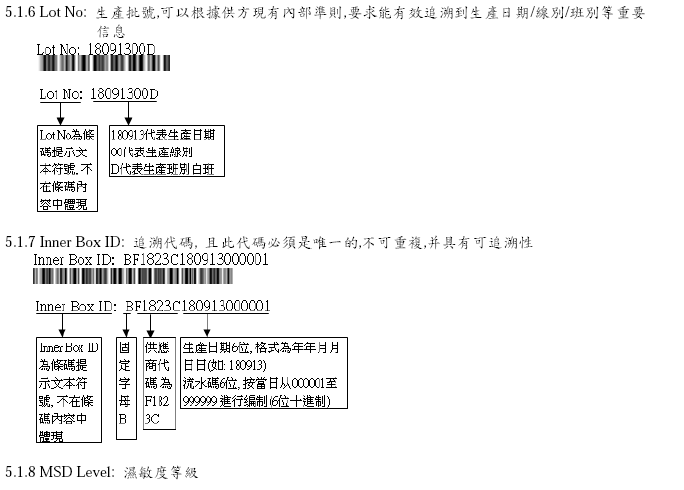 5.1.6 Lot No: 生產批號,可以根據供方現有內部準則,要求能有效追溯到生產日期/線別/班別等重要
信息
Lot No: 18091300D
Lot No: 18091300D
Lot No為條
碼提示文
本符號, 不
在條碼內
容中體現
180913代表生產日期
00代表生產線別
D代表生產班別白班
5.1.7 Inner Box ID: 追溯代碼, 且此代碼必須是唯一的,不可重複,并具有可追溯性
Inner Box ID: BF1823C180913000001
Inner Box ID: BF1823C180913000001
Inner Box ID
為條碼提
示文本符
號, 不在條
碼內容中
體現
固
定
字
母
B
供應
商代
碼為
F182
3C
生產日期6位, 格式為年年月月
日日(如: 180913)
流水碼6位, 按當日从000001至
999999 進行编制(6位十進制)
5.1.8 MSD Level: 濕敏度等級